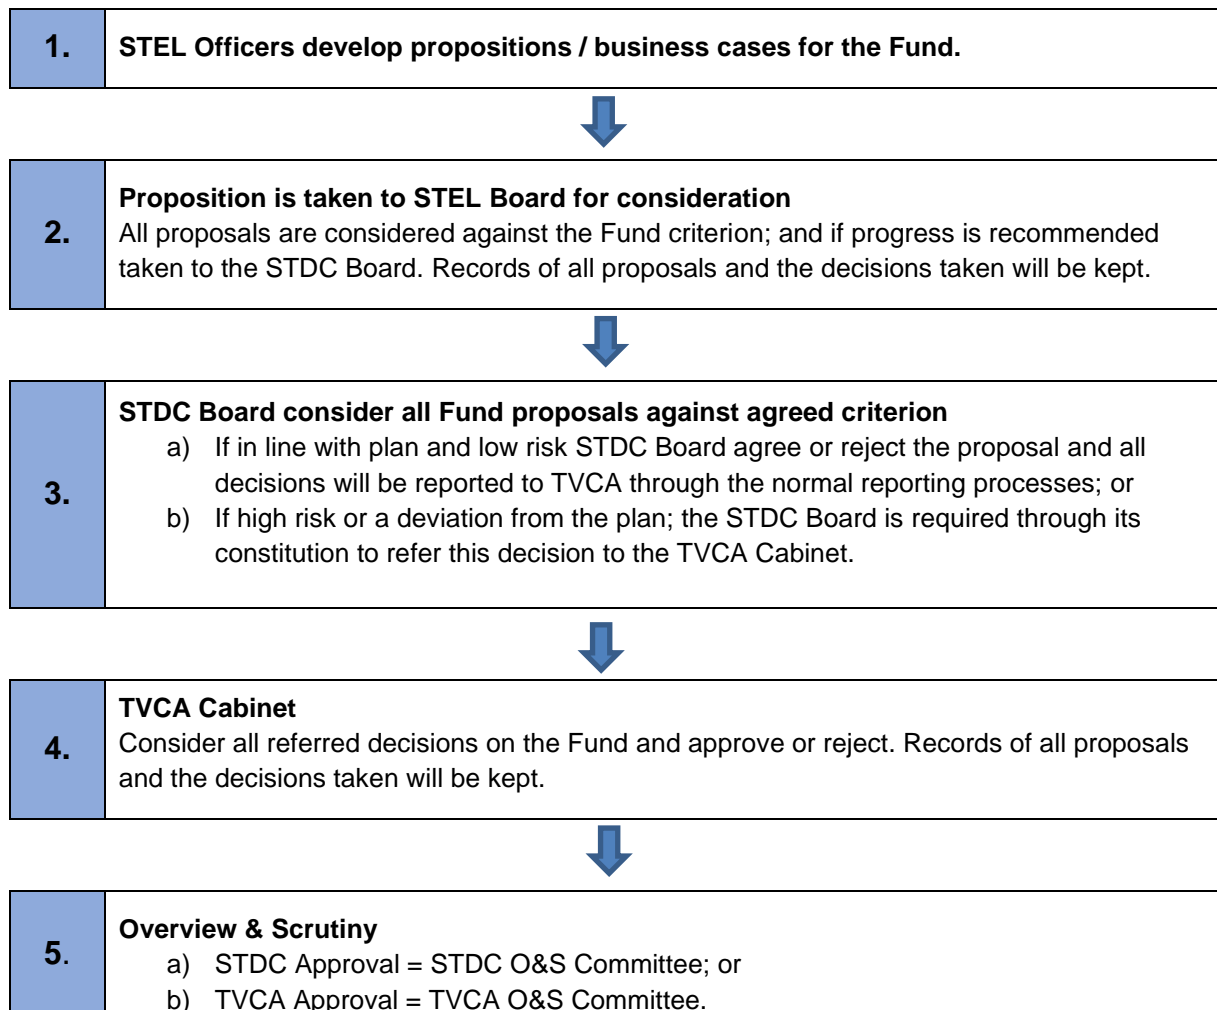 1.
STEL Officers develop propositions / business cases for the Fund.
2.
Proposition is taken to STEL Board for consideration
All proposals are considered against the Fund criterion; and if progress is recommended
taken to the STDC Board. Records of all proposals and the decisions taken will be kept.
3.
STDC Board consider all Fund proposals against agreed criterion
a) If in line with plan and low risk STDC Board agree or reject the proposal and all
decisions will be reported to TVCA through the normal reporting processes; or
b) If high risk or a deviation from the plan; the STDC Board is required through its
constitution to refer this decision to the TVCA Cabinet.
4.
TVCA Cabinet
Consider all referred decisions on the Fund and approve or reject. Records of all proposals
and the decisions taken will be kept.
5.
Overview & Scrutiny
a) STDC Approval = STDC O&S Committee; or
b) TVCA Approval = TVCA O&S Committee.